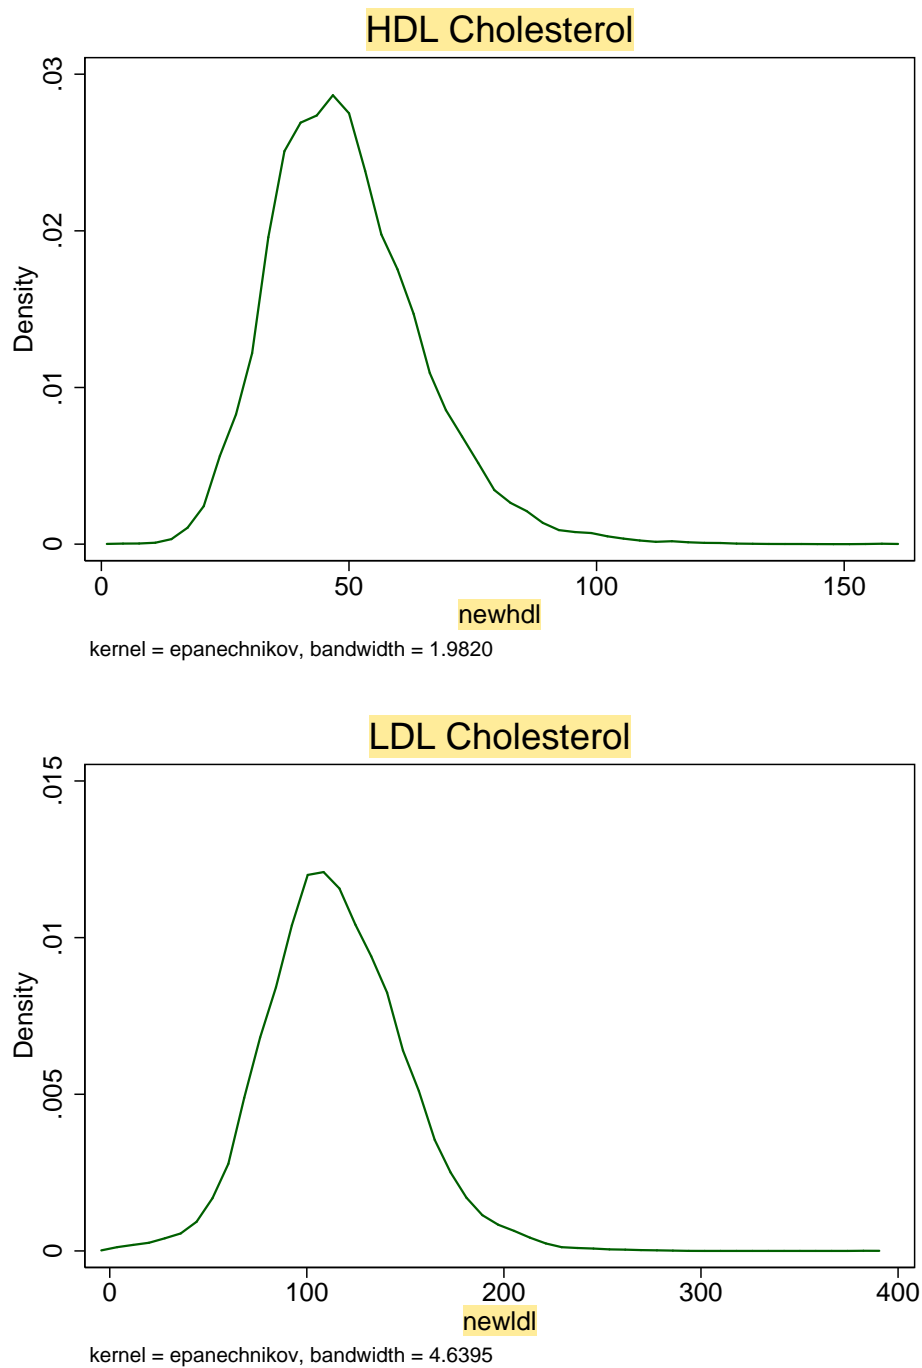 HDL Cholesterol
Density
.03
.02
.01
0
0 50 100 150
newhdl
kernel = epanechnikov, bandwidth = 1.9820
LDL Cholesterol
Density
.015
.01
.005
0
0 100 200 300 400
newldl
kernel = epanechnikov, bandwidth = 4.6395